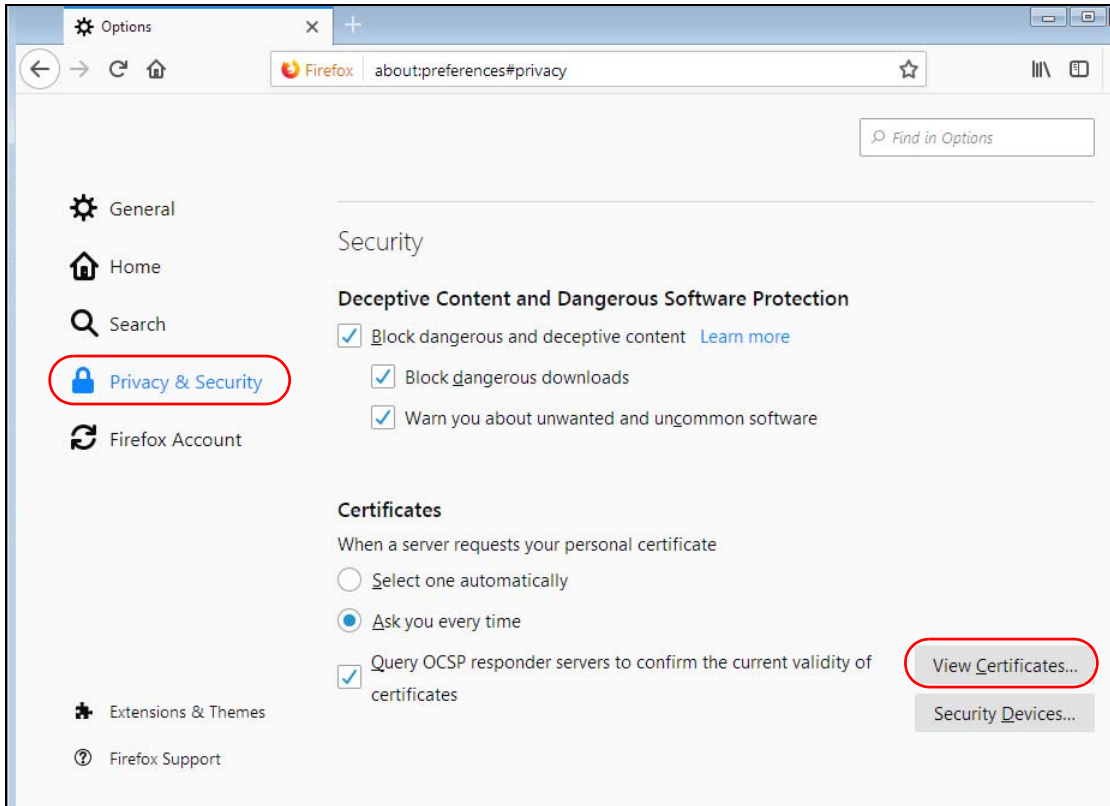 Options
Firefox about:preferences#privacy
Find in Options
General
Home
Search
Privacy & Security
Firefox Account
Extensions & Themes
Firefox Support
Security
Deceptive Content and Dangerous Software Protection
Block dangerous and deceptive content Learn more
Block dangerous downloads
Warn you about unwanted and uncommon software
Certificates
When a server requests your personal certificate
Select one automatically
Ask you every time
Query OCSP responder servers to confirm the current validity of
certificates
View Certificates...
Security Devices...